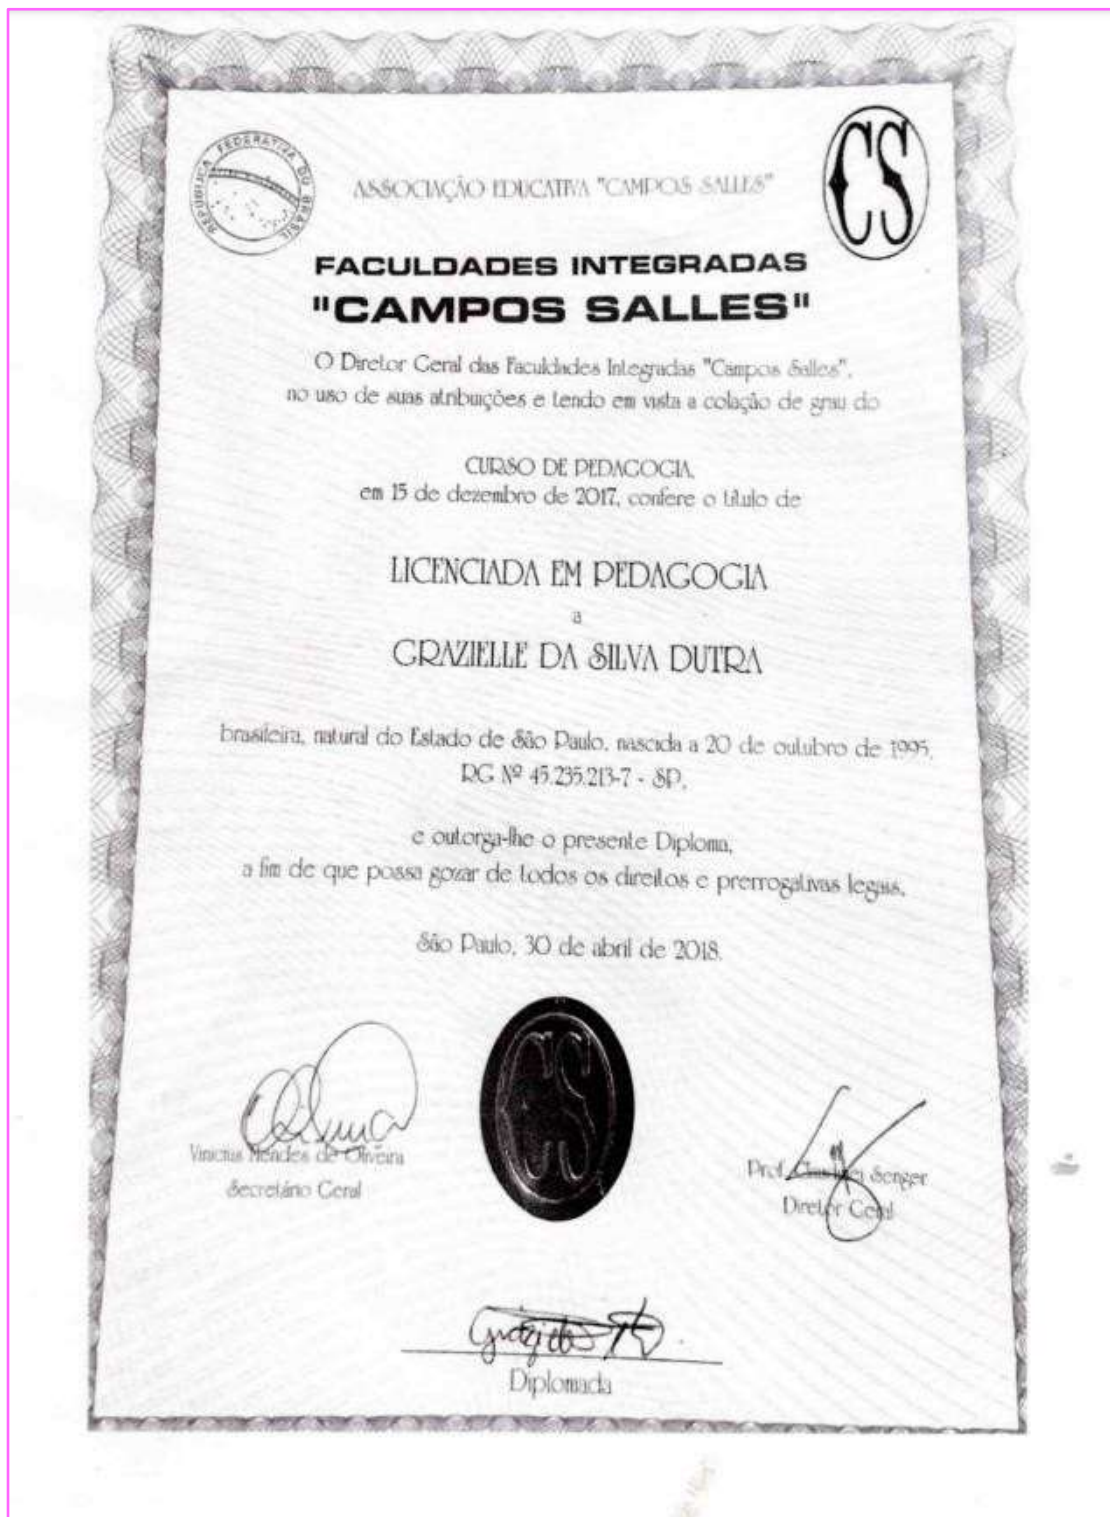 REPÚBLICA FEDERATIVA DO BRASIL
CS
ASSOCIAÇÃO EDUCATIVA "CAMPOS SALLES"
FACULDADES INTEGRADAS
"CAMPOS SALLES"
O Diretor Geral das Faculdades Integradas "Campos Salles",
no uso de suas atribuições e tendo em vista a colação de grau do
CURSO DE PEDAGOGIA,
em 15 de dezembro de 2017, confere o título de
LICENCIADA EM PEDAGOGIA
a
GRAZIELLE DA SILVA DUTRA
brasileira, natural do Estado de São Paulo, nascida a 20 de outubro de 1995,
RG Nº 45.235.213-7 - SP,
e outorga-lhe o presente Diploma,
a fim de que possa gozar de todos os direitos e prerrogativas legais.
São Paulo, 30 de abril de 2018.
CS
Vinicius Mendes de Oliveira
Secretário Geral
Prof. Senger
Diretor Geral
Diplomada